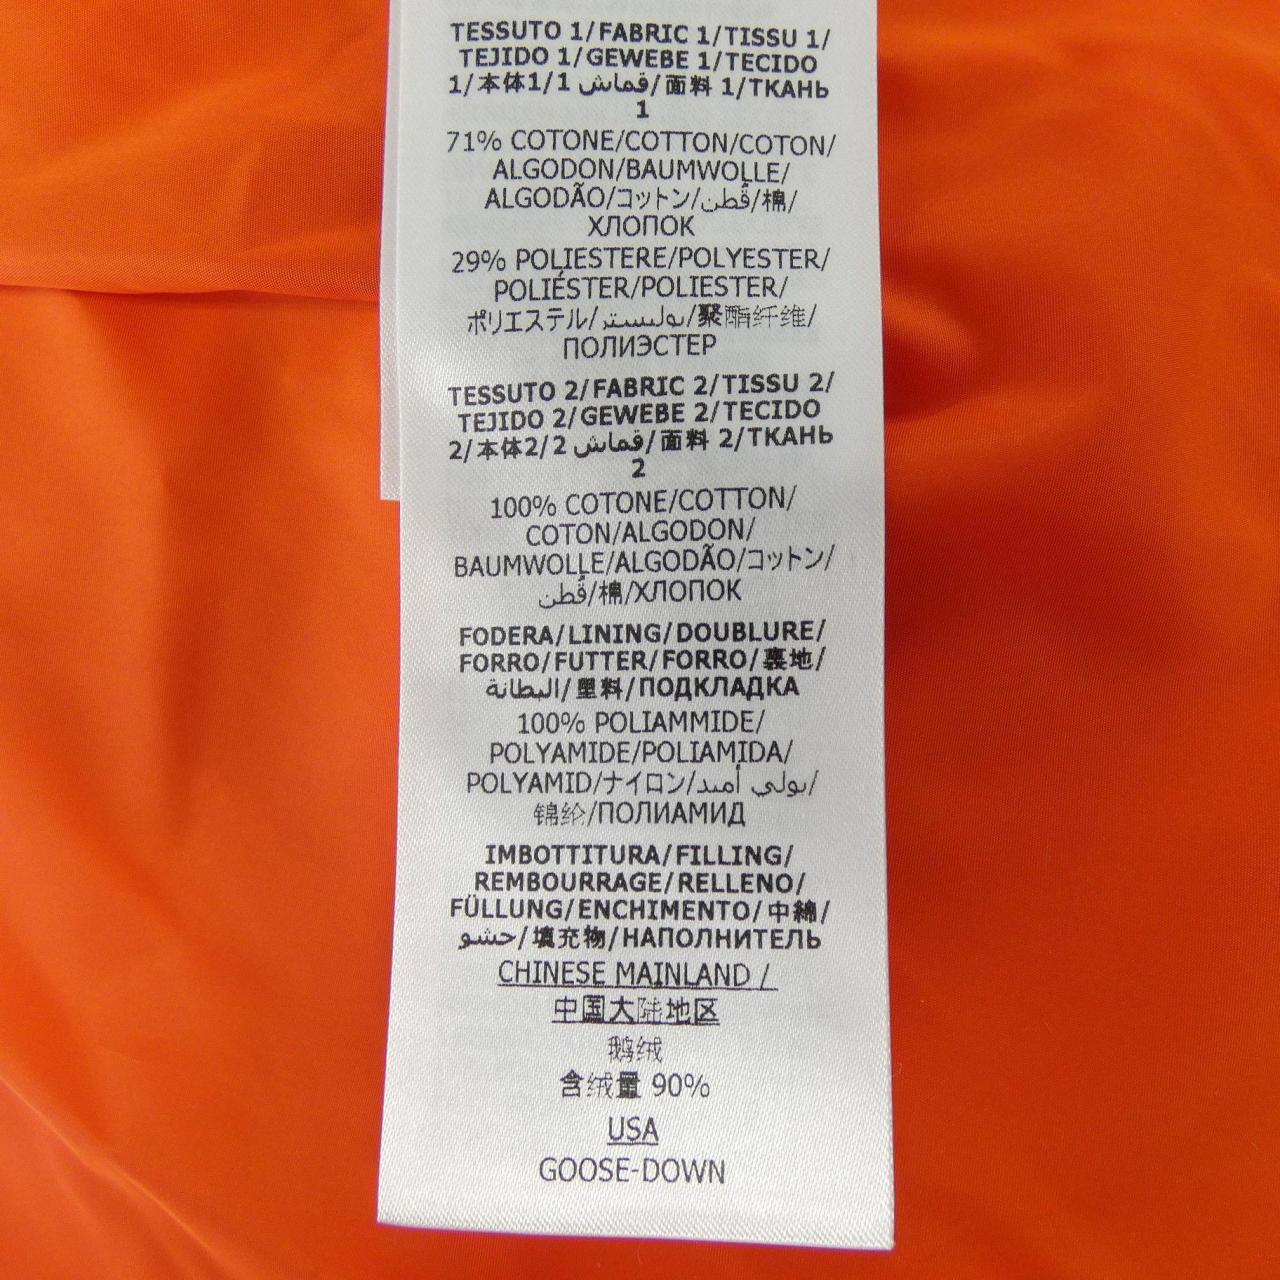 TESSUTO 1/FABRIC 1/TISSU 1/
TEJIDO 1/GEWEBE 1/TECIDO
1/本体1/1 قماش/面料 1/ТКАНЬ
1
71% COTONE/COTTON/COTON/
ALGODON/BAUMWOLLE/
ALGODÃO/コットン/قُطن/棉/
ХЛОПОК
29% POLIESTERE/POLYESTER/
POLIÉSTER/POLIESTER/
ポリエステル/بوليستر/聚酯纤维/
ПОЛИЭСТЕР
TESSUTO 2/FABRIC 2/TISSU 2/
TEJIDO 2/GEWEBE 2/TECIDO
2/本体2/2 قماش/面料 2/ТКАНЬ
2
100% COTONE/COTTON/
COTON/ALGODON/
BAUMWOLLE/ALGODÃO/コットン/
قُطن/棉/ХЛОПОК
FODERA/LINING/DOUBLURE/
FORRO/FUTTER/FORRO/裏地/
البطانة/里料/ПОДКЛАДКА
100% POLIAMMIDE/
POLYAMIDE/POLIAMIDA/
POLYAMID/ナイロン/بولي أميد/
锦纶/ПОЛИАМИД
IMBOTTITURA/FILLING/
REMBOURRAGE/RELLENO/
FÜLLUNG/ENCHIMENTO/中綿/
حشو/填充物/НАПОЛНИТЕЛЬ
CHINESE MAINLAND /
中国大陆地区
鹅绒
含绒量 90%
USA
GOOSE-DOWN